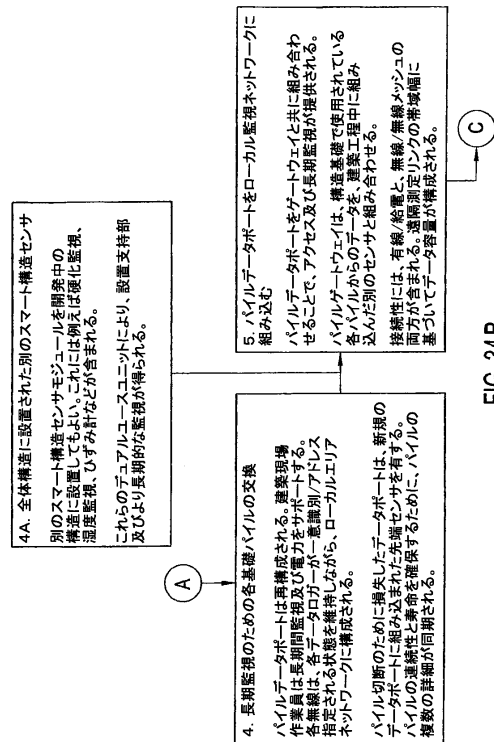 4A. 全体構造に設置された別のスマート構造センサ
別のスマート構造センサモジュールを開発中の
構造に設置してもよい。これには例えば硬化監視、
湿度監視、ひずみ計などが含まれる。
これらのデュアルユースユニットにより、設置支持部
及びより長期的な監視が得られる。
A
4. 長期監視のための各基礎パイルの交換
パイルデータポートは再構成される。建築現場
作業員は長期間監視及び電力をサポートする。
各無線は、各データロガーが一意識別/アドレス
指定される状態を維持しながら、ローカルエリア
ネットワークに構成される。
パイル切断のために損失したデータポートは、新規の
データポートに組み込まれた先端センサを有する。
パイルの連続性と寿命を確保するために、パイルの
複数の詳細が同期される。
5. パイルデータポートをローカル監視ネットワークに
組み込む
パイルデータポートをゲートウェイと共に組み合わ
せることで、アクセス及び長期監視が提供される。
パイルゲートウェイは、構造基礎で使用されている
各パイルからのデータを、建築工程中に組み
込んだ別のセンサと組み合わせる。
接続性には、有線/給電と、無線/無線メッシュの
両方が含まれる。遠隔測定リンクの帯域幅に
基づいてデータ容量が構成される。
C
FIG. 34B